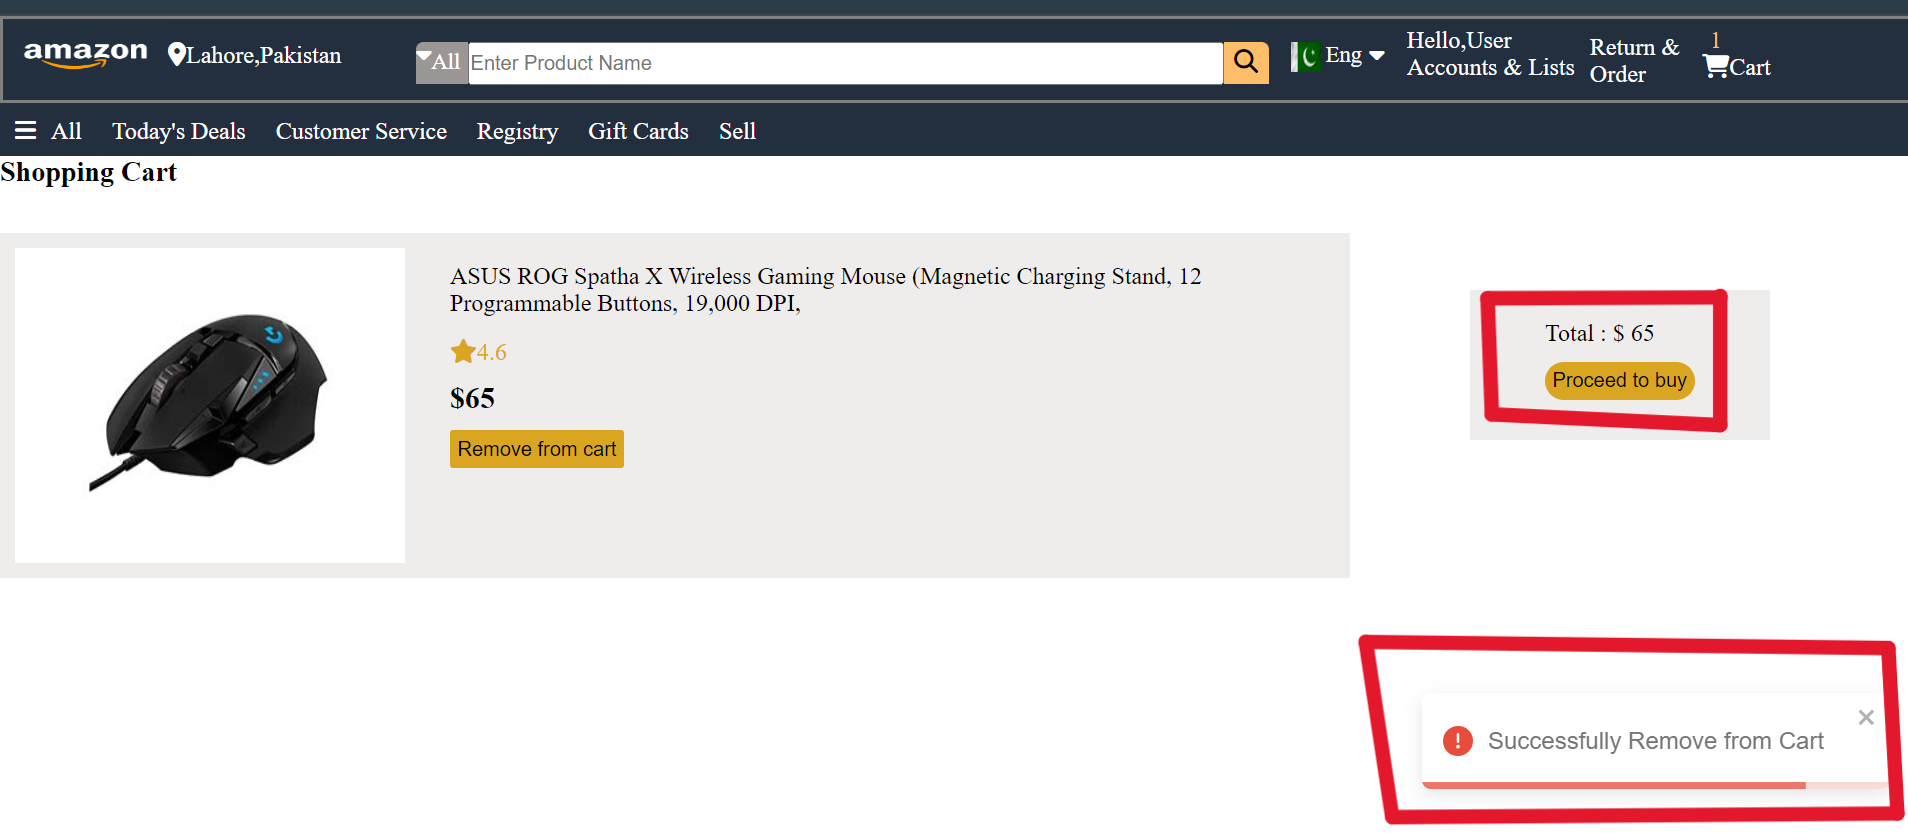 amazon
Lahore,Pakistan
All
Enter Product Name
Eng
Hello,User
Accounts & Lists
Return &
Order
1
Cart
All Today's Deals Customer Service Registry Gift Cards Sell
Shopping Cart
ASUS ROG Spatha X Wireless Gaming Mouse (Magnetic Charging Stand, 12
Programmable Buttons, 19,000 DPI,
4.6
$65
Remove from cart
Total : $ 65
Proceed to buy
Successfully Remove from Cart